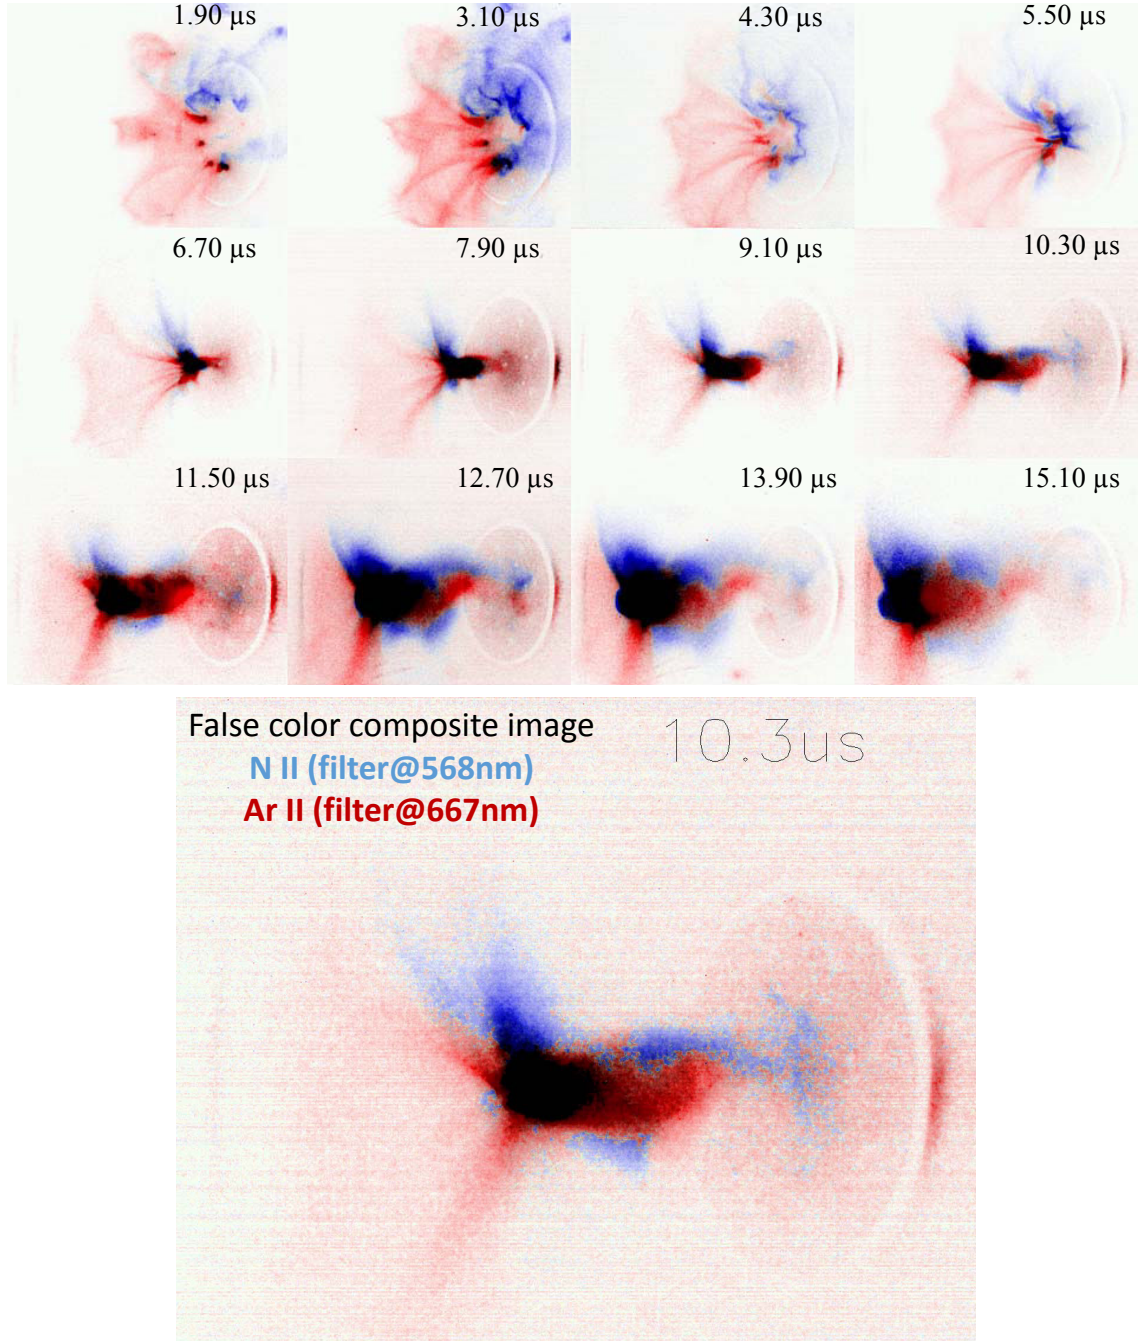 1.90 µs
3.10 µs
4.30 µs
5.50 µs
6.70 µs
7.90 µs
9.10 µs
10.30 µs
11.50 µs
12.70 µs
13.90 µs
15.10 µs
False color composite image
10.3us
N II (filter@568nm)
Ar II (filter@667nm)